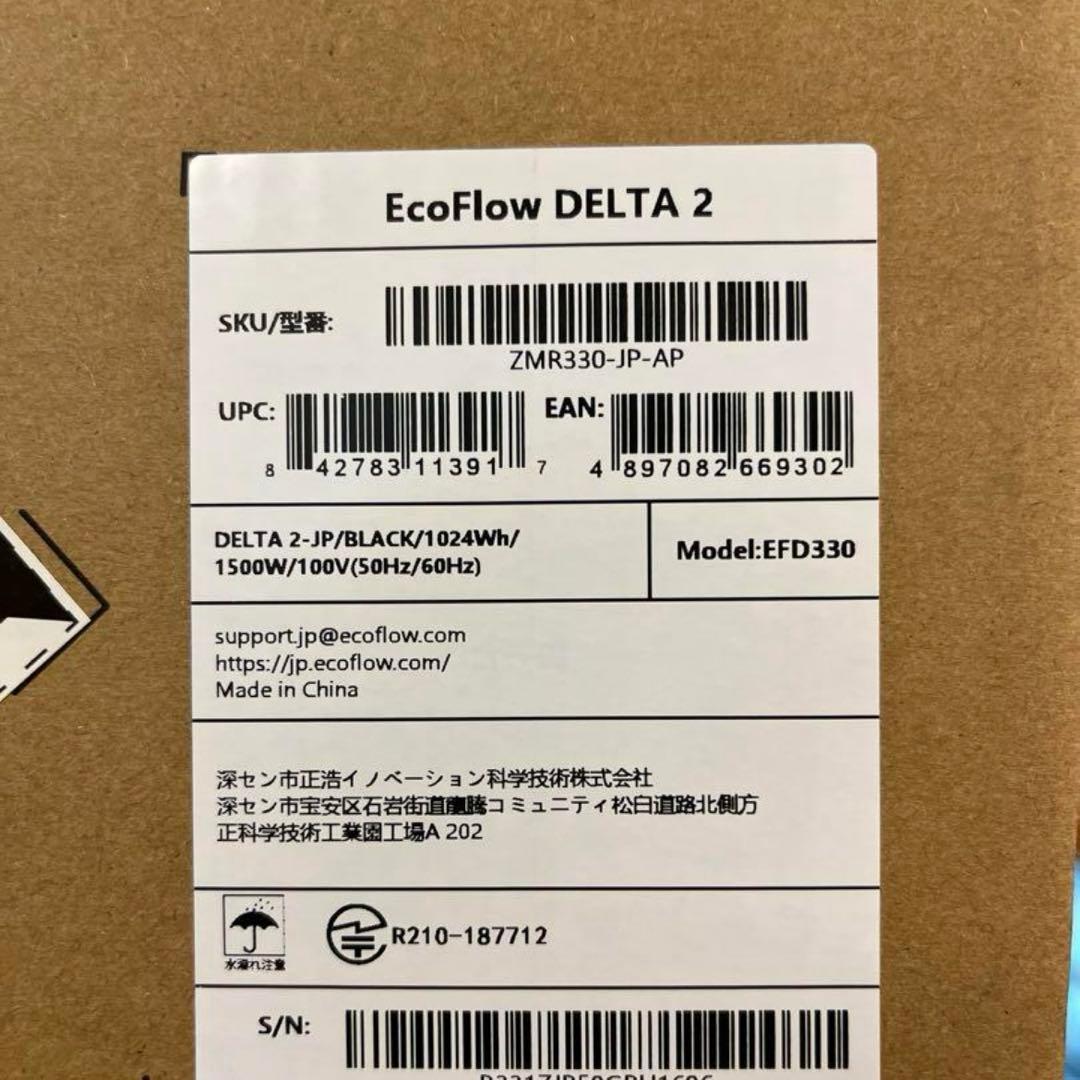 EcoFlow DELTA 2
SKU/型番:
ZMR330-JP-AP
UPC:
8 42783 11391 7
EAN:
4 897082 669302
DELTA 2-JP/BLACK/1024Wh/
1500W/100V(50Hz/60Hz)
Model:EFD330
support.jp@ecoflow.com
https://jp.ecoflow.com/
Made in China
深セン市正浩イノベーション科学技術株式会社
深セン市宝安区石岩街道コミュニティ松白道路北側方
正科学技術工業園工場A 202
水濡れ注意
R210-187712
S/N: